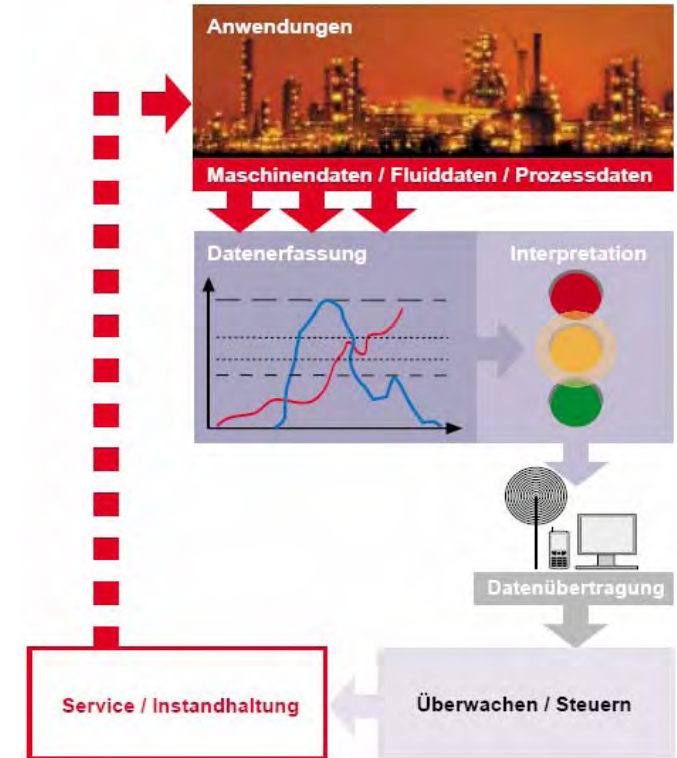 Anwendungen
Maschinendaten / Fluiddaten / Prozessdaten
Datenerfassung
Interpretation
Datenübertragung
Service / Instandhaltung
Überwachen / Steuern